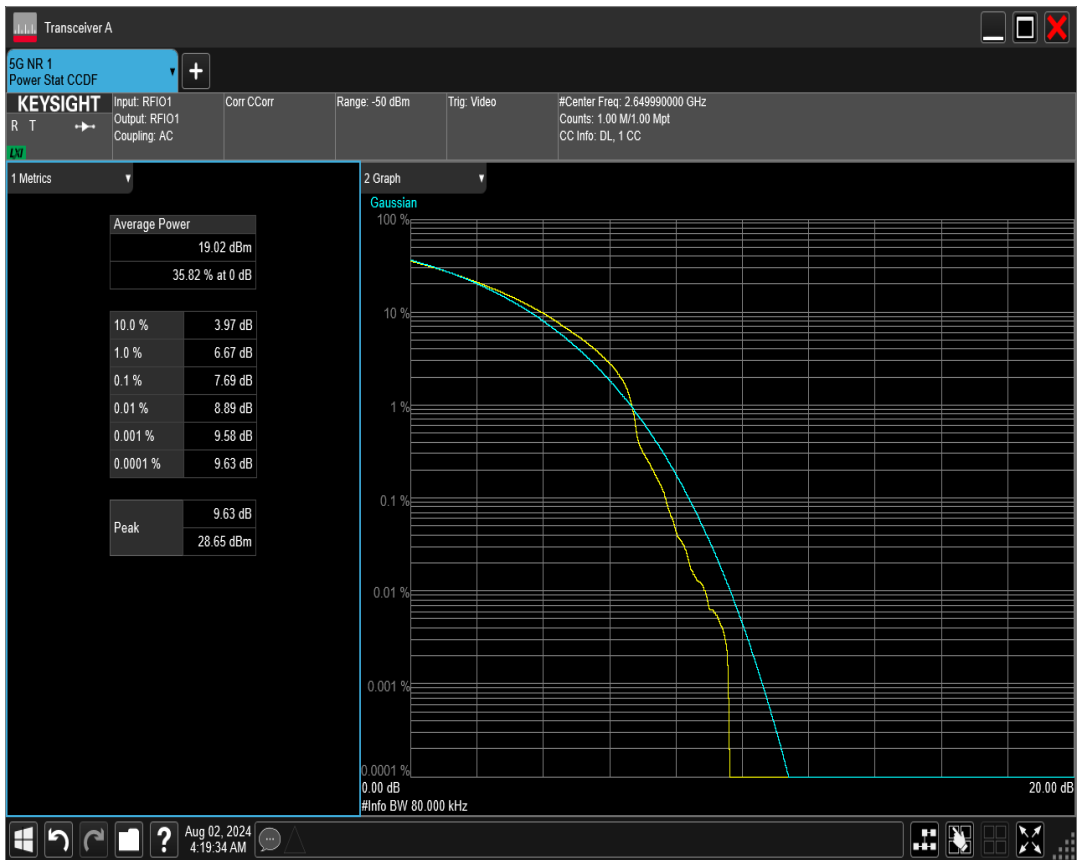 Transceiver A
5G NR 1
Power Stat CCDF
KEYSIGHT
R T
LXI
Input: RFIO1
Output: RFIO1
Coupling: AC
Corr CCorr
Range: -50 dBm
Trig: Video
#Center Freq: 2.649990000 GHz
Counts: 1.00 M/1.00 Mpt
CC Info: DL, 1 CC
1 Metrics
Average Power
19.02 dBm
35.82 % at 0 dB
10.0 % 3.97 dB
1.0 % 6.67 dB
0.1 % 7.69 dB
0.01 % 8.89 dB
0.001 % 9.58 dB
0.0001 % 9.63 dB
Peak
9.63 dB
28.65 dBm
2 Graph
Gaussian
100 %
10 %
1 %
0.1 %
0.01 %
0.001 %
0.0001 %
0.00 dB 20.00 dB
#Info BW 80.000 kHz
?
Aug 02, 2024
4:19:34 AM